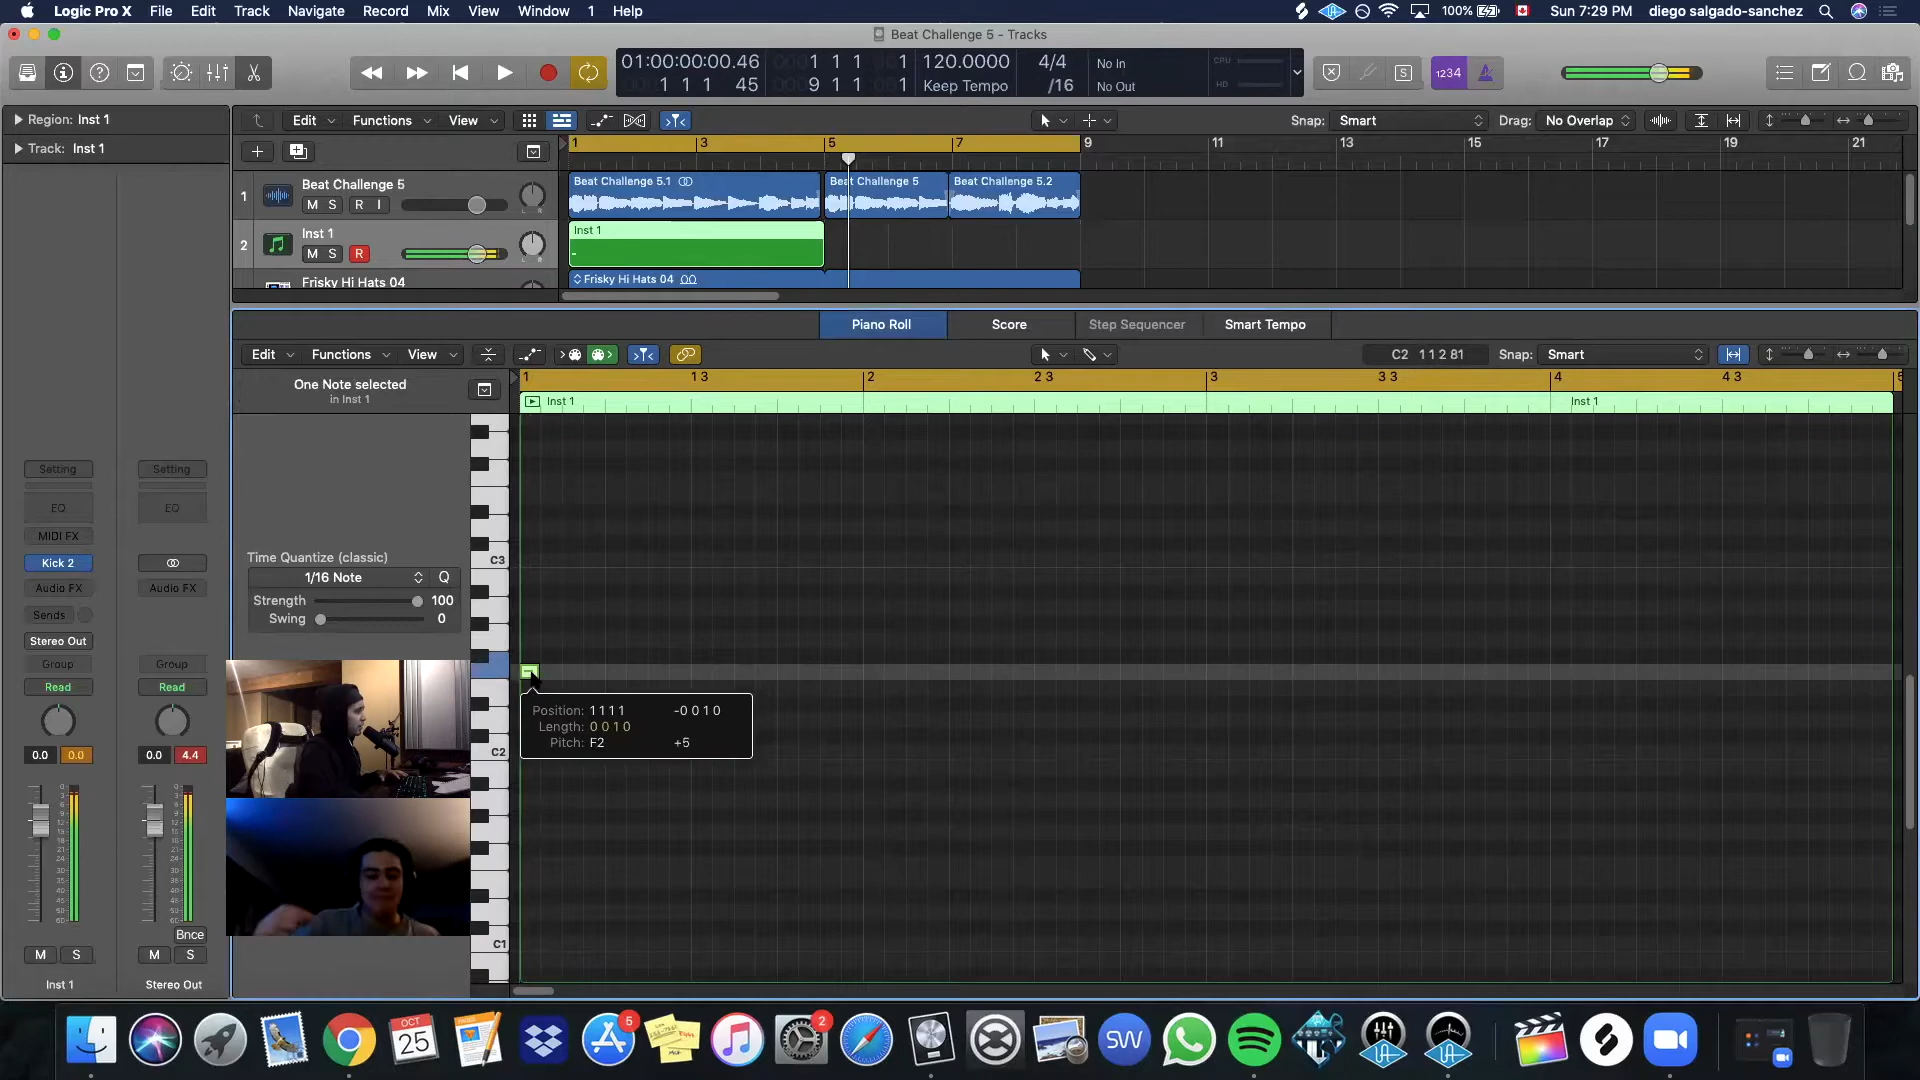 Logic Pro X File Edit Track Navigate Record Mix View Window 1 Help
100% Sun 7:29 PM diego salgado-sanchez
Beat Challenge 5 - Tracks
01:00:00:00.46 1 1 1 1 120.0000 4/4 No In
1 1 1 45 9 1 1 1 Keep Tempo /16 No Out
CPU
HD
1234
Region: Inst 1
Track: Inst 1
Edit Functions View Snap: Smart Drag: No Overlap
1 3 5 7 9 11 13 15 17 19 21
1 Beat Challenge 5
M S R I
Beat Challenge 5.1 Beat Challenge 5 Beat Challenge 5.2
2 Inst 1
M S R
Inst 1
Frisky Hi Hats 04
Frisky Hi Hats 04
Piano Roll Score Step Sequencer Smart Tempo
Edit Functions View C2 1 1 2 81 Snap: Smart
One Note selected
in Inst 1
1 1 3 2 2 3 3 3 3 4 4 3 5
Inst 1 Inst 1
Setting Setting
EQ EQ
MIDI FX
Kick 2
Audio FX Audio FX
Sends
Stereo Out
Group Group
Read Read
0.0 0.0 0.0 4.4
Bnce
M S M S
Inst 1 Stereo Out
Time Quantize (classic)
1/16 Note Q
Strength 100
Swing 0
C3
C2
C1
Position: 1 1 1 1 -0 0 1 0
Length: 0 0 1 0
Pitch: F2 +5
OCT
25
5
2
SW